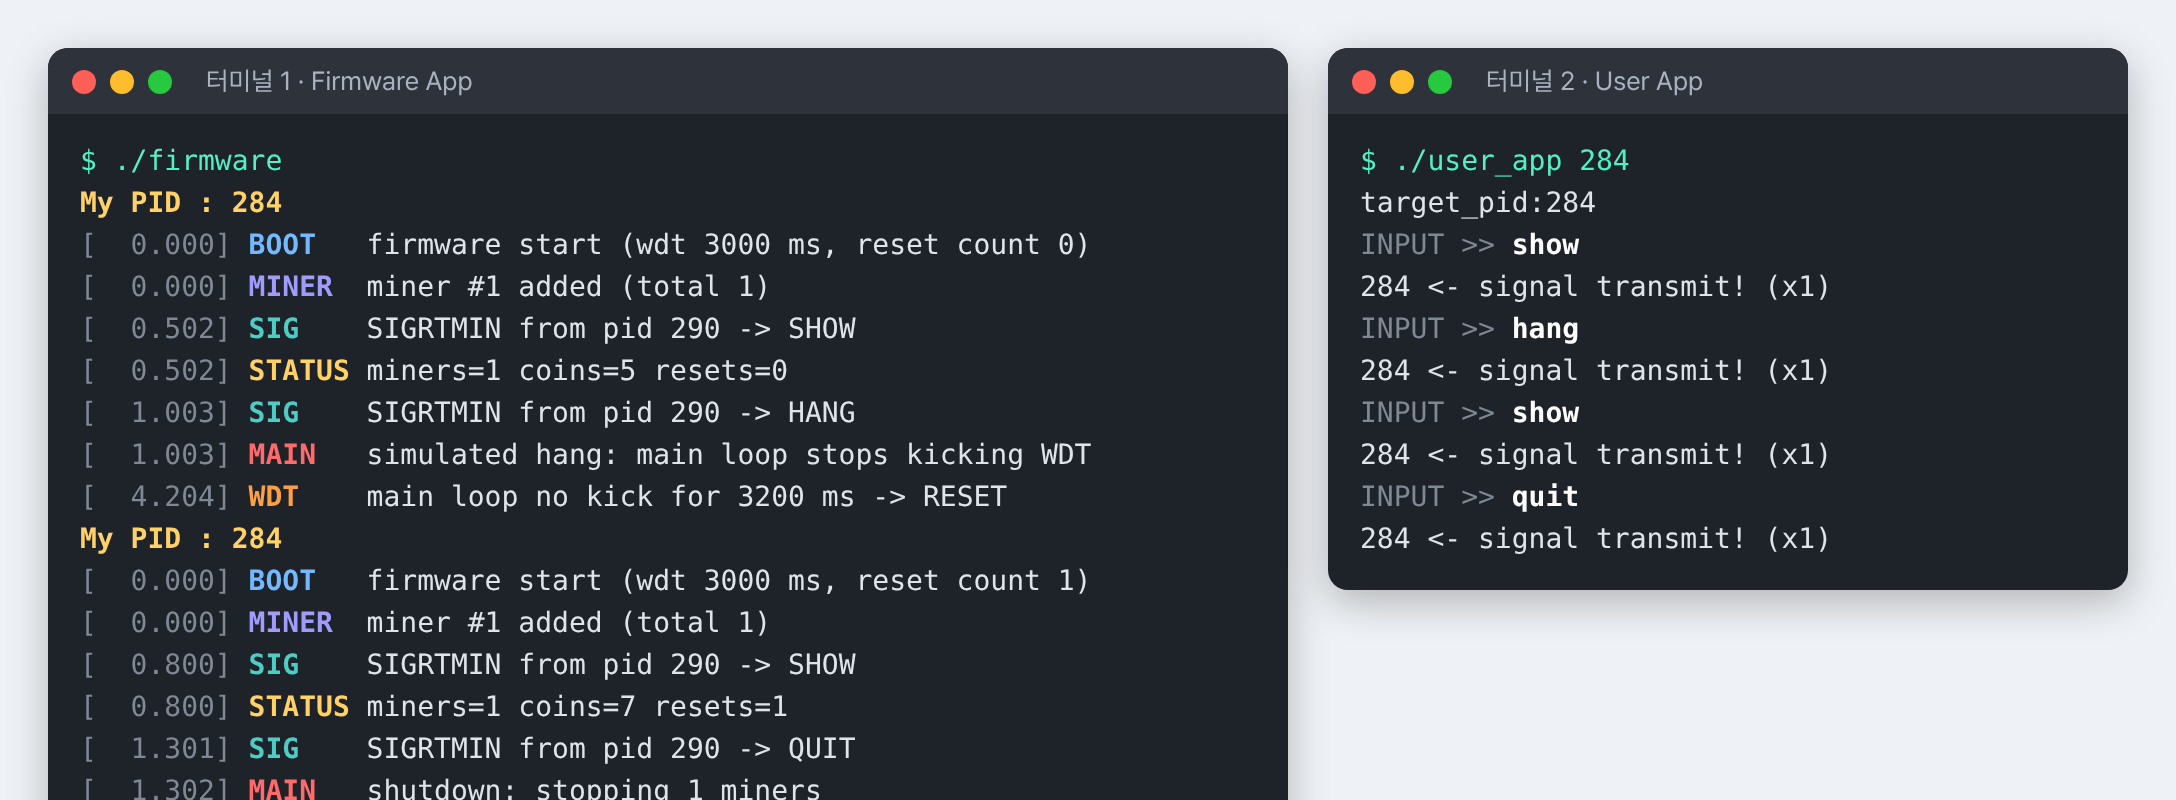 터미널 1 · Firmware App
$ ./firmware
My PID : 284
[  0.000] BOOT   firmware start (wdt 3000 ms, reset count 0)
[  0.000] MINER  miner #1 added (total 1)
[  0.502] SIG    SIGRTMIN from pid 290 -> SHOW
[  0.502] STATUS miners=1 coins=5 resets=0
[  1.003] SIG    SIGRTMIN from pid 290 -> HANG
[  1.003] MAIN   simulated hang: main loop stops kicking WDT
[  4.204] WDT    main loop no kick for 3200 ms -> RESET
My PID : 284
[  0.000] BOOT   firmware start (wdt 3000 ms, reset count 1)
[  0.000] MINER  miner #1 added (total 1)
[  0.800] SIG    SIGRTMIN from pid 290 -> SHOW
[  0.800] STATUS miners=1 coins=7 resets=1
[  1.301] SIG    SIGRTMIN from pid 290 -> QUIT
[  1.302] MAIN   shutdown: stopping 1 miners
터미널 2 · User App
$ ./user_app 284
target_pid:284
INPUT >> show
284 <- signal transmit! (x1)
INPUT >> hang
284 <- signal transmit! (x1)
INPUT >> show
284 <- signal transmit! (x1)
INPUT >> quit
284 <- signal transmit! (x1)